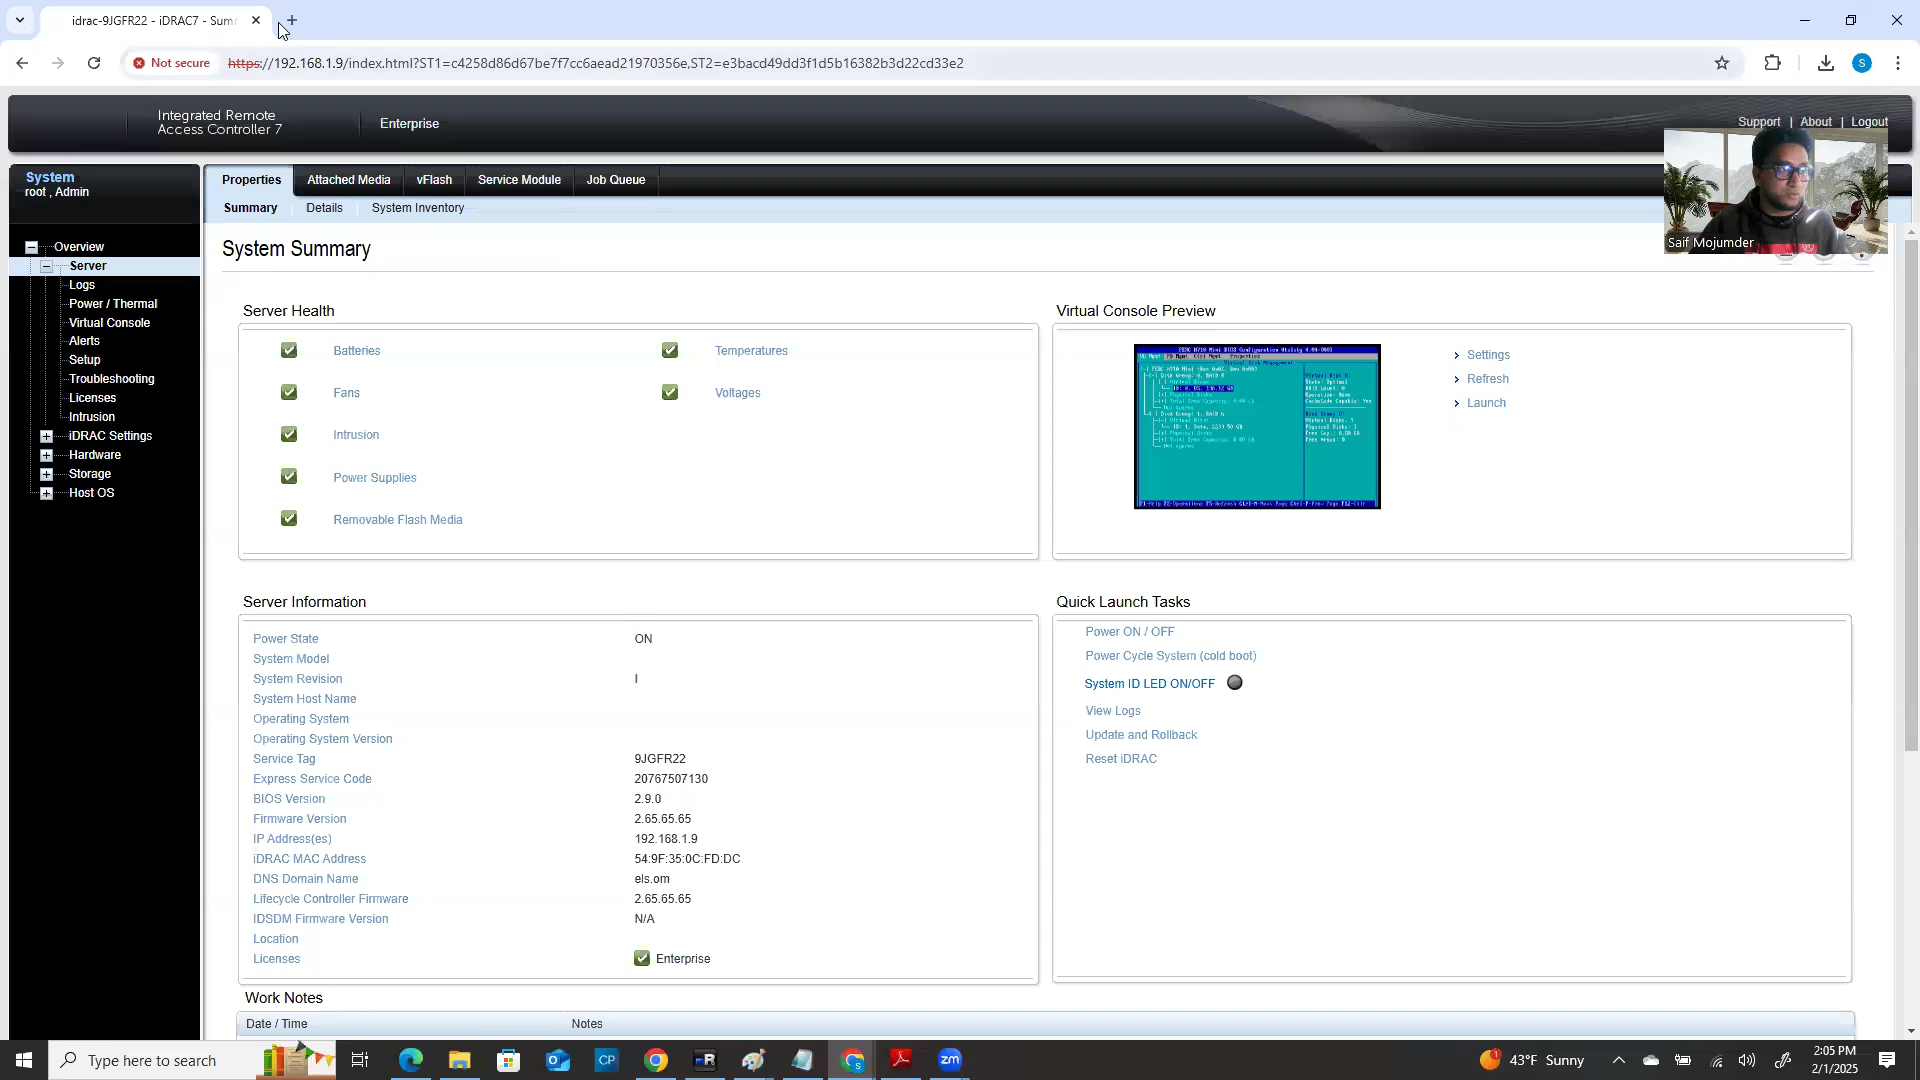 idrac-9JGFR22 - iDRAC7 - Sum
Not secure
https://192.168.1.9/index.html?ST1=c4258d86d67be7f7cc6aead21970356e,ST2=e3bacd49dd3f1d5b16382b3d22cd33e2
S
Integrated Remote
Access Controller 7
Enterprise
Support | About | Logout
System
root , Admin
Overview
Server
Logs
Power / Thermal
Virtual Console
Alerts
Setup
Troubleshooting
Licenses
Intrusion
iDRAC Settings
Hardware
Storage
Host OS
Properties
Attached Media
vFlash
Service Module
Job Queue
Summary
Details
System Inventory
Saif Mojumder
System Summary
Server Health
Batteries
Temperatures
Fans
Voltages
Intrusion
Power Supplies
Removable Flash Media
Virtual Console Preview
PERC H710 Mini BIOS Configuration Utility
Settings
Refresh
Launch
Server Information
Power State ON
System Model
System Revision I
System Host Name
Operating System
Operating System Version
Service Tag 9JGFR22
Express Service Code 20767507130
BIOS Version 2.9.0
Firmware Version 2.65.65.65
IP Address(es) 192.168.1.9
iDRAC MAC Address 54:9F:35:0C:FD:DC
DNS Domain Name els.om
Lifecycle Controller Firmware 2.65.65.65
IDSDM Firmware Version N/A
Location
Licenses Enterprise
Quick Launch Tasks
Power ON / OFF
Power Cycle System (cold boot)
System ID LED ON/OFF
View Logs
Update and Rollback
Reset iDRAC
Work Notes
Date / Time Notes
Type here to search
CP
R
S
zm
43°F Sunny
2:05 PM
2/1/2025